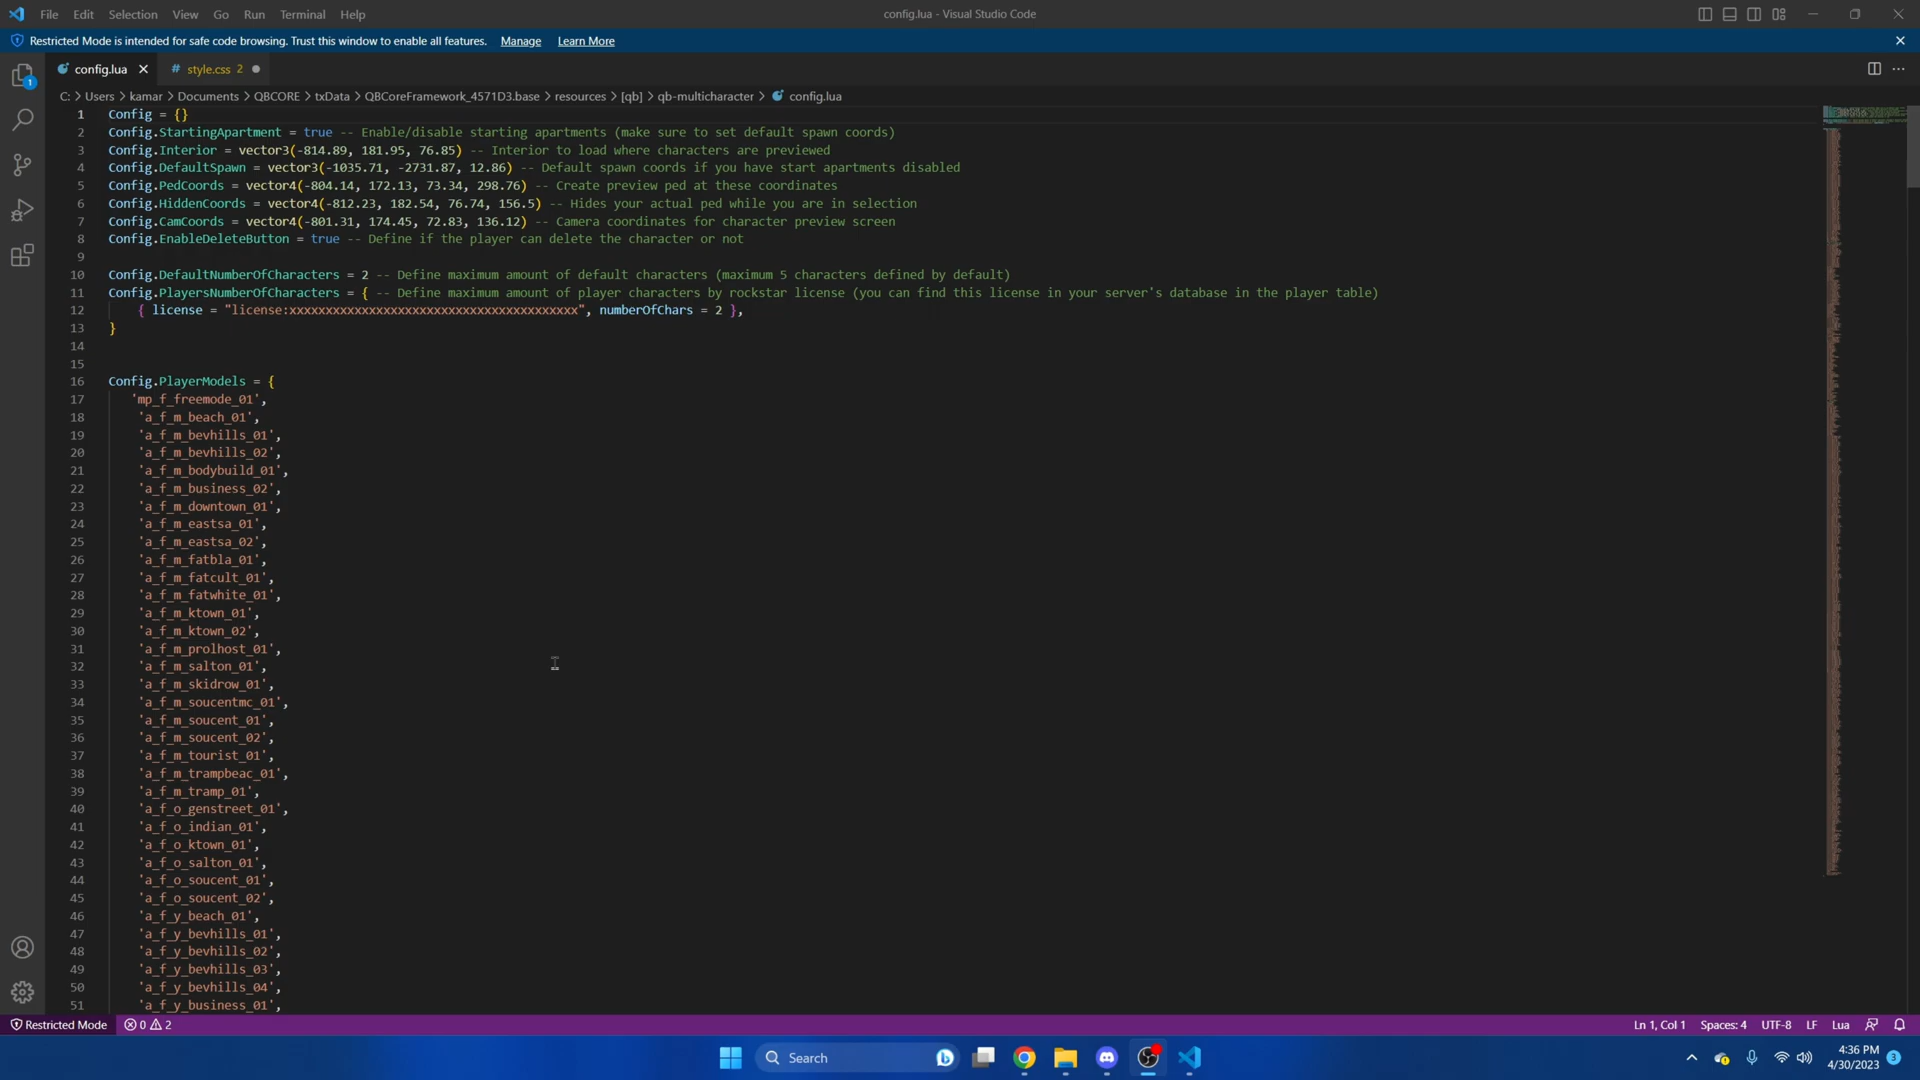 File Edit Selection View Go Run Terminal Help
config.lua - Visual Studio Code
Restricted Mode is intended for safe code browsing. Trust this window to enable all features. Manage Learn More
config.lua
# style.css 2
C: > Users > kamar > Documents > QBCORE > txData > QBCoreFramework_4571D3.base > resources > [qb] > qb-multicharacter > config.lua
1 Config = {}
2 Config.StartingApartment = true -- Enable/disable starting apartments (make sure to set default spawn coords)
3 Config.Interior = vector3(-814.89, 181.95, 76.85) -- Interior to load where characters are previewed
4 Config.DefaultSpawn = vector3(-1035.71, -2731.87, 12.86) -- Default spawn coords if you have start apartments disabled
5 Config.PedCoords = vector4(-804.14, 172.13, 73.34, 298.76) -- Create preview ped at these coordinates
6 Config.HiddenCoords = vector4(-812.23, 182.54, 76.74, 156.5) -- Hides your actual ped while you are in selection
7 Config.CamCoords = vector4(-801.31, 174.45, 72.83, 136.12) -- Camera coordinates for character preview screen
8 Config.EnableDeleteButton = true -- Define if the player can delete the character or not
9
10 Config.DefaultNumberOfCharacters = 2 -- Define maximum amount of default characters (maximum 5 characters defined by default)
11 Config.PlayersNumberOfCharacters = { -- Define maximum amount of player characters by rockstar license (you can find this license in your server's database in the player table)
12 { license = "license:xxxxxxxxxxxxxxxxxxxxxxxxxxxxxxxxxxxxxxxx", numberOfChars = 2 },
13 }
14
15
16 Config.PlayerModels = {
17 'mp_f_freemode_01',
18 'a_f_m_beach_01',
19 'a_f_m_bevhills_01',
20 'a_f_m_bevhills_02',
21 'a_f_m_bodybuild_01',
22 'a_f_m_business_02',
23 'a_f_m_downtown_01',
24 'a_f_m_eastsa_01',
25 'a_f_m_eastsa_02',
26 'a_f_m_fatbla_01',
27 'a_f_m_fatcult_01',
28 'a_f_m_fatwhite_01',
29 'a_f_m_ktown_01',
30 'a_f_m_ktown_02',
31 'a_f_m_prolhost_01',
32 'a_f_m_salton_01',
33 'a_f_m_skidrow_01',
34 'a_f_m_soucentmc_01',
35 'a_f_m_soucent_01',
36 'a_f_m_soucent_02',
37 'a_f_m_tourist_01',
38 'a_f_m_trampbeac_01',
39 'a_f_m_tramp_01',
40 'a_f_o_genstreet_01',
41 'a_f_o_indian_01',
42 'a_f_o_ktown_01',
43 'a_f_o_salton_01',
44 'a_f_o_soucent_01',
45 'a_f_o_soucent_02',
46 'a_f_y_beach_01',
47 'a_f_y_bevhills_01',
48 'a_f_y_bevhills_02',
49 'a_f_y_bevhills_03',
50 'a_f_y_bevhills_04',
51 'a_f_y_business_01',
Restricted Mode 0 2
Ln 1, Col 1 Spaces: 4 UTF-8 LF Lua
Search
4:36 PM
4/30/2023
3
1